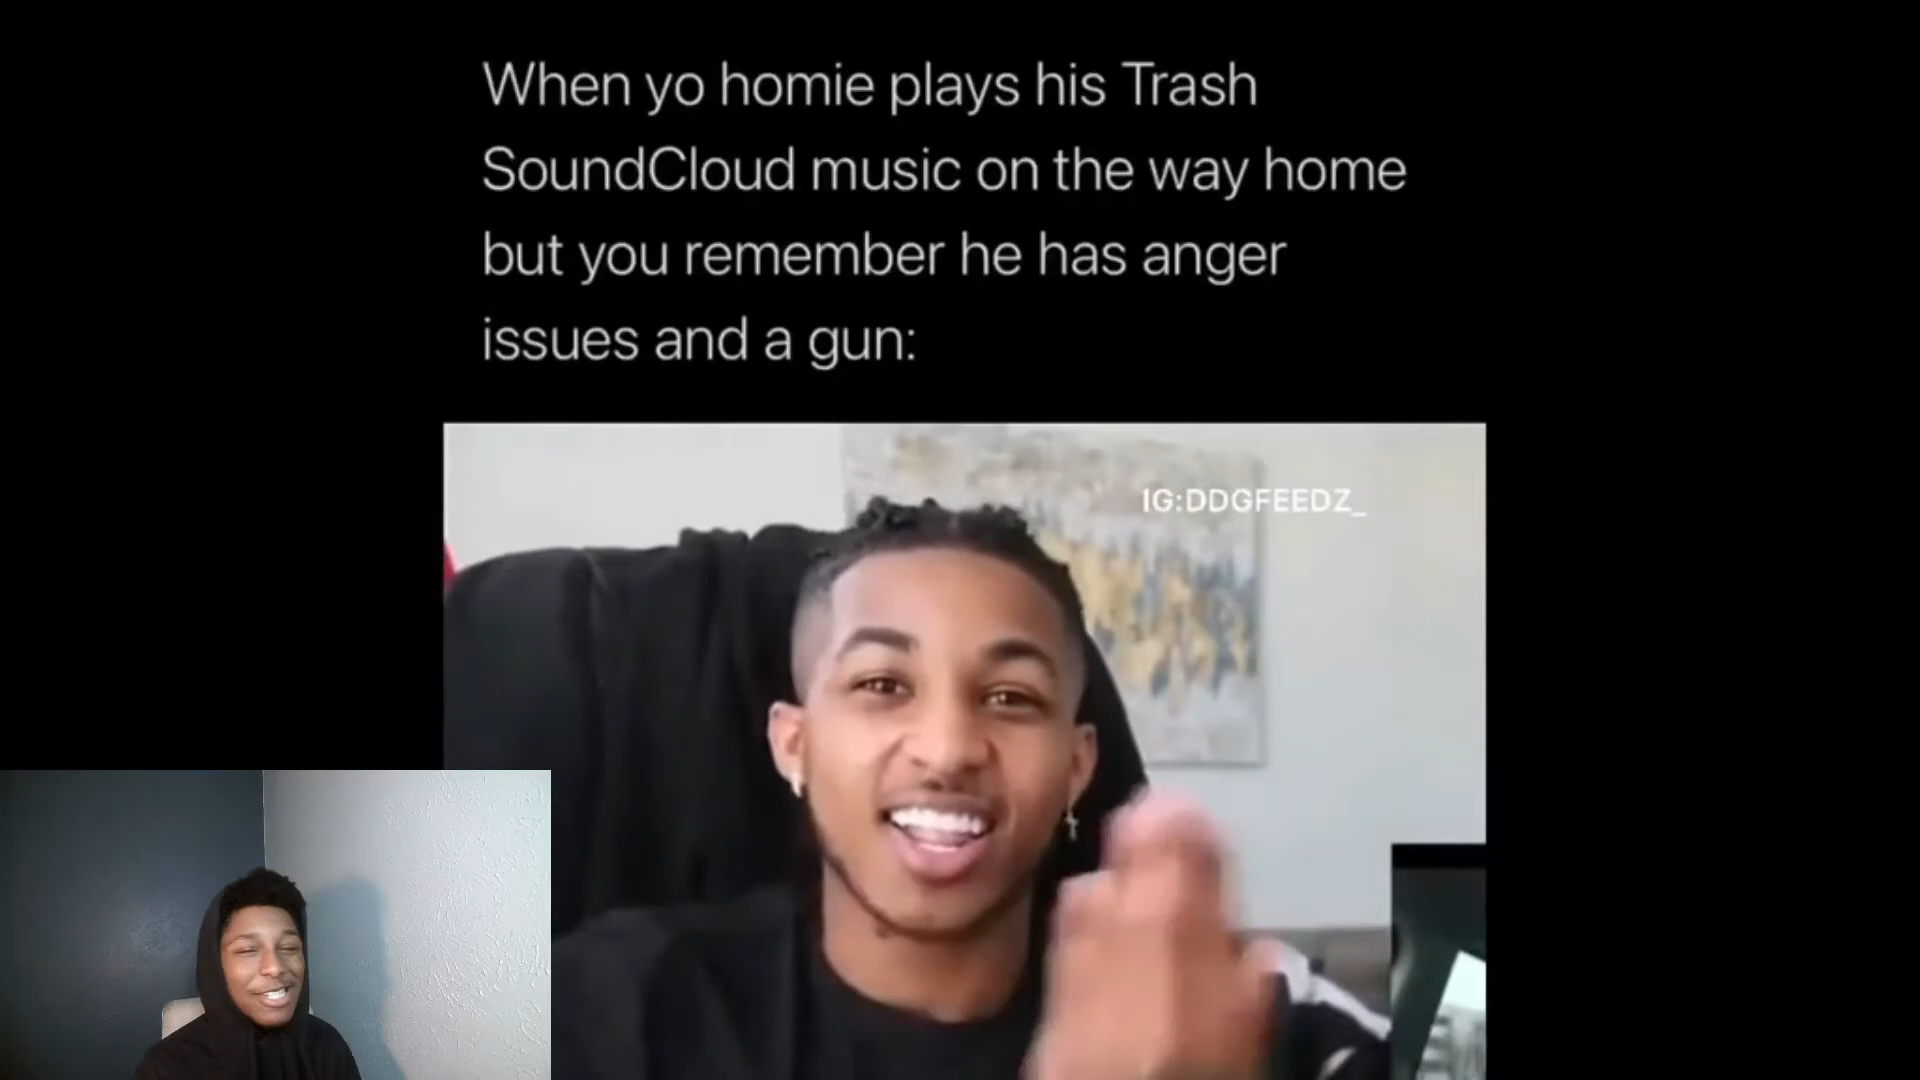 When yo homie plays his Trash
SoundCloud music on the way home
but you remember he has anger
issues and a gun:
IG:DDGFEEDZ_